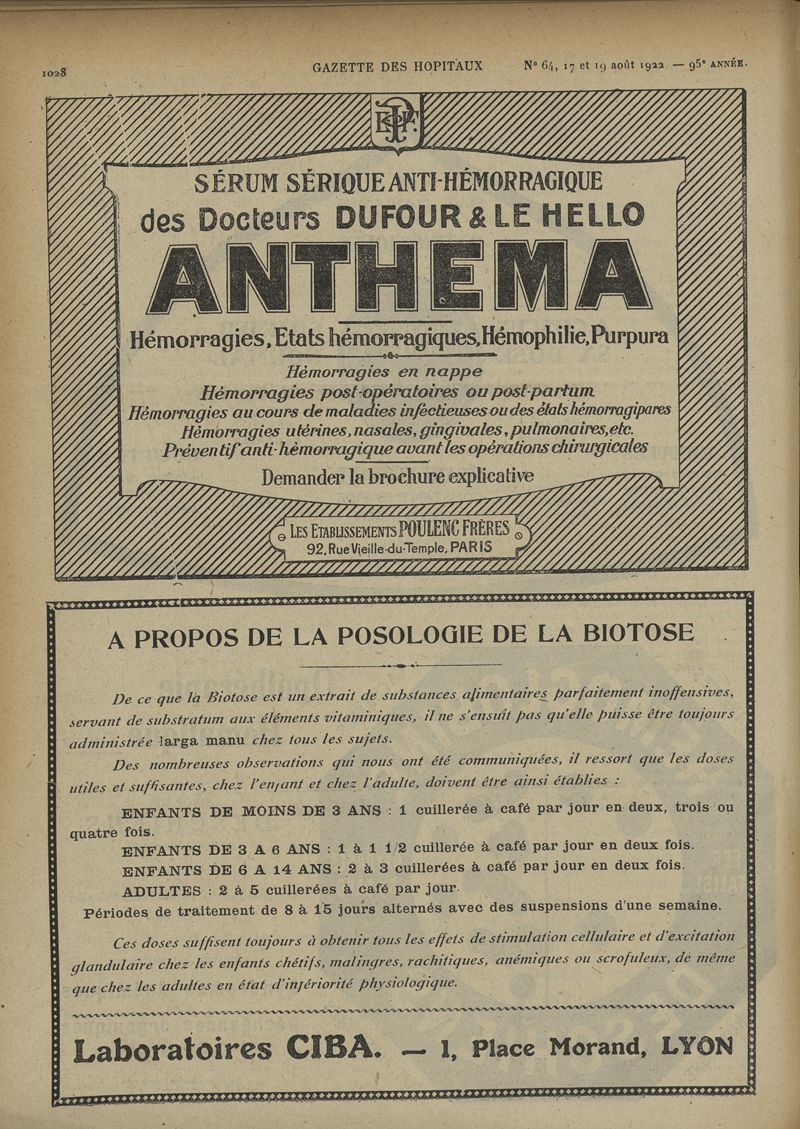 1028
GAZETTE DES HOPITAUX
N° 64, 17 et 19 août 1922 — 95e ANNÉE.
EPF.
SÉRUM SÉRIQUE ANTI-HÉMORRAGIQUE
des Docteurs DUFOUR & LE HELLO
ANTHEMA
Hémorragies, Etats hémorragiques, Hémophilie, Purpura
Hémorragies en nappe
Hémorragies post-opératoires ou post-partum
Hémorragies au cours de maladies infectieuses ou des états hémorragipares
Hémorragies utérines, nasales, gingivales, pulmonaires, etc.
Préventif anti-hémorragique avant les opérations chirurgicales
Demander la brochure explicative
LES ETABLISSEMENTS POULENC FRÈRES
92, Rue Vieille-du-Temple, PARIS
A PROPOS DE LA POSOLOGIE DE LA BIOTOSE
De ce que la Biotose est un extrait de substances alimentaires parfaitement inoffensives,
servant de substratum aux éléments vitaminiques, il ne s'ensuit pas qu'elle puisse être toujours
administrée larga manu chez tous les sujets.
Des nombreuses observations qui nous ont été communiquées, il ressort que les doses
utiles et suffisantes, chez l'enfant et chez l'adulte, doivent être ainsi établies :
ENFANTS DE MOINS DE 3 ANS : 1 cuillerée à café par jour en deux, trois ou
quatre fois.
ENFANTS DE 3 A 6 ANS : 1 à 1 1/2 cuillerée à café par jour en deux fois.
ENFANTS DE 6 A 14 ANS : 2 à 3 cuillerées à café par jour en deux fois.
ADULTES : 2 à 5 cuillerées à café par jour.
Périodes de traitement de 8 à 15 jours alternés avec des suspensions d'une semaine.
Ces doses suffisent toujours à obtenir tous les effets de stimulation cellulaire et d'excitation
glandulaire chez les enfants chétifs, malingres, rachitiques, anémiques ou scrofuleux, de même
que chez les adultes en état d'infériorité physiologique.
Laboratoires CIBA. — 1, Place Morand, LYON